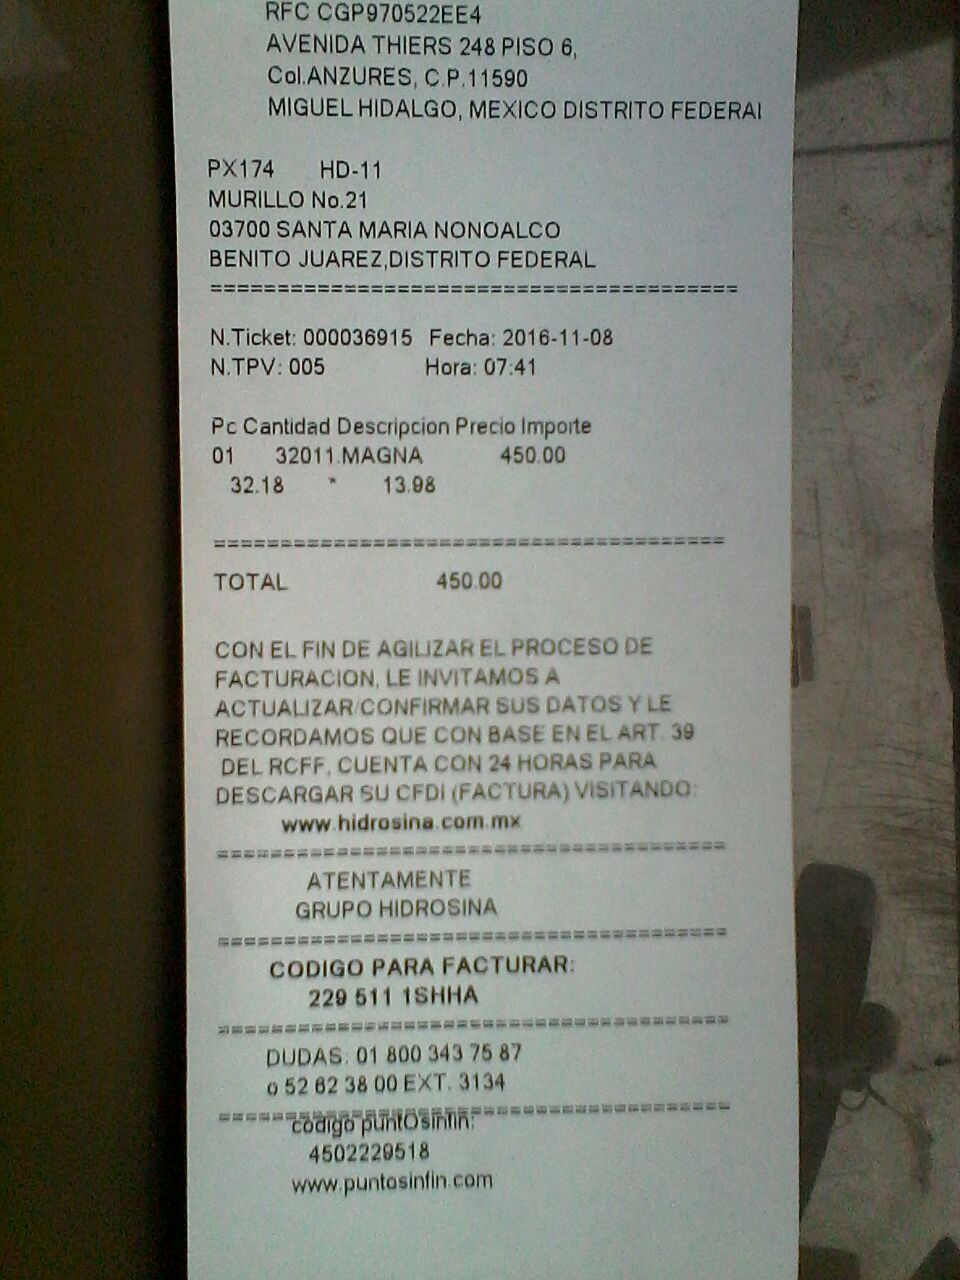 RFC CGP970522EE4
AVENIDA THIERS 248 PISO 6,
Col.ANZURES, C.P.11590
MIGUEL HIDALGO, MEXICO DISTRITO FEDERAl
PX174 HD-11
MURILLO No.21
03700 SANTA MARIA NONOALCO
BENITO JUAREZ,DISTRITO FEDERAL
========================================
N.Ticket: 000036915 Fecha: 2016-11-08
N.TPV: 005 Hora: 07:41
Pc Cantidad Descripcion Precio Importe
01 32011.MAGNA 450.00
32.18 * 13.98
========================================
TOTAL 450.00
CON EL FIN DE AGILIZAR EL PROCESO DE
FACTURACION, LE INVITAMOS A
ACTUALIZAR/CONFIRMAR SUS DATOS Y LE
RECORDAMOS QUE CON BASE EN EL ART. 39
DEL RCFF, CUENTA CON 24 HORAS PARA
DESCARGAR SU CFDI (FACTURA) VISITANDO:
www.hidrosina.com.mx
========================================
ATENTAMENTE
GRUPO HIDROSINA
========================================
CODIGO PARA FACTURAR:
229 511 1SHHA
========================================
DUDAS: 01 800 343 75 87
o 52 62 38 00 EXT. 3134
========================================
codigo puntOsinfin:
4502229518
www.puntosinfin.com